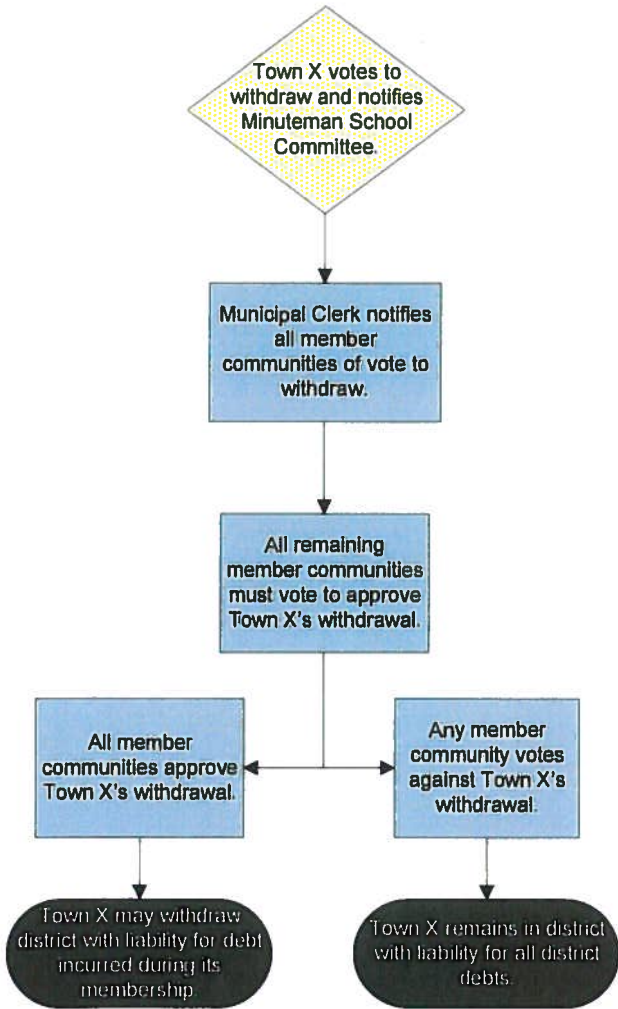 Town X votes to
withdraw and notifies
Minuteman School
Committee.
Municipal Clerk notifies
all member
communities of vote to
withdraw.
All remaining
member communities
must vote to approve
Town X's withdrawal.
All member
communities approve
Town X's withdrawal.
Any member
community votes
against Town X's
withdrawal.
Town X may withdraw
district with liability for debt
incurred during its
membership.
Town X remains in district
with liability for all district
debts.